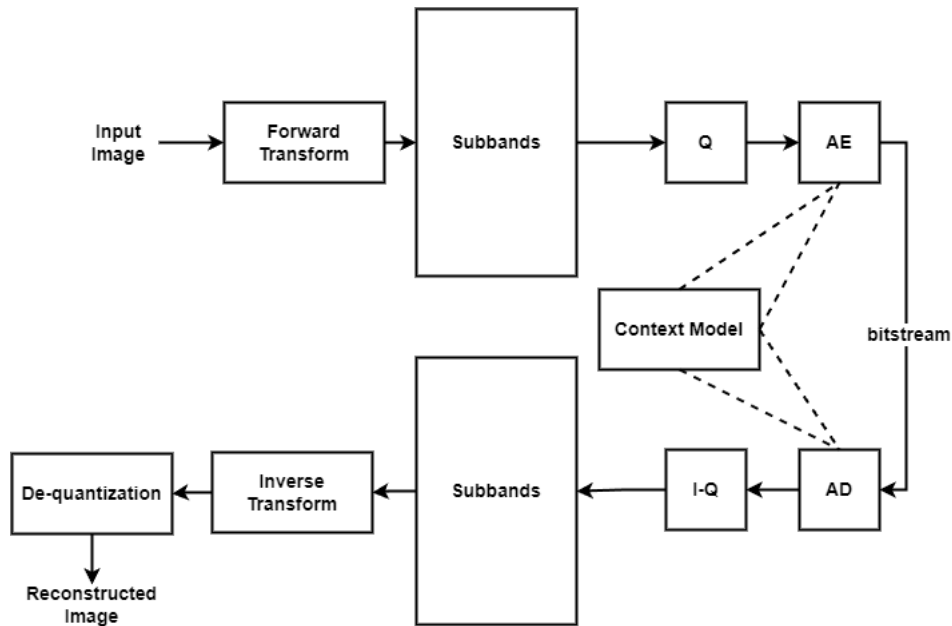 Input
Image
Forward
Transform
Subbands
Q
AE
Context Model
bitstream
De-quantization
Inverse
Transform
Subbands
I-Q
AD
Reconstructed
Image